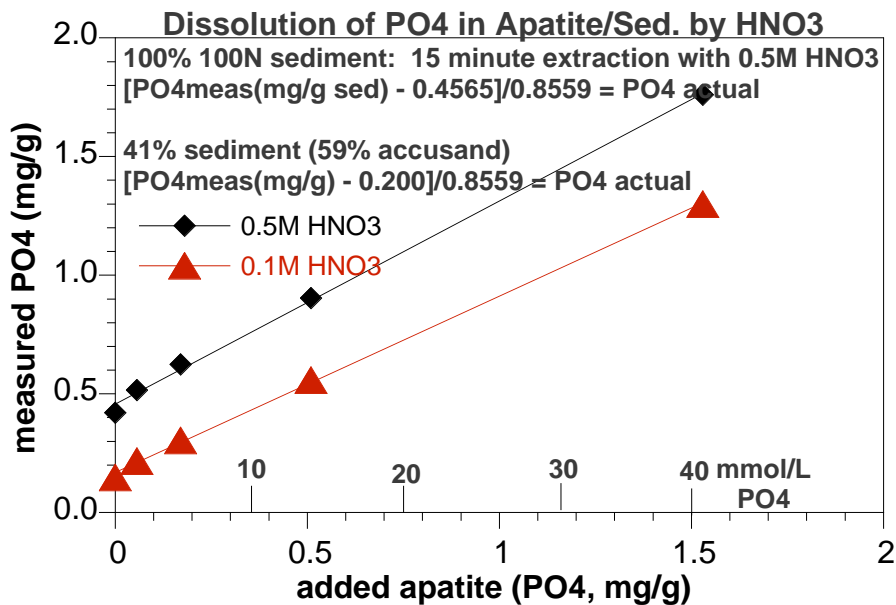 Dissolution of PO4 in Apatite/Sed. by HNO3
2.0
100% 100N sediment:  15 minute extraction with 0.5M HNO3
[PO4meas(mg/g sed) - 0.4565]/0.8559 = PO4 actual
41% sediment (59% accusand)
1.5
[PO4meas(mg/g) - 0.200]/0.8559 = PO4 actual
0.5M HNO3
0.1M HNO3
1.0
0.5
0.0
measured PO4 (mg/g)
10
20
30
40 mmol/L
PO4
0
0.5
1
1.5
2
added apatite (PO4, mg/g)